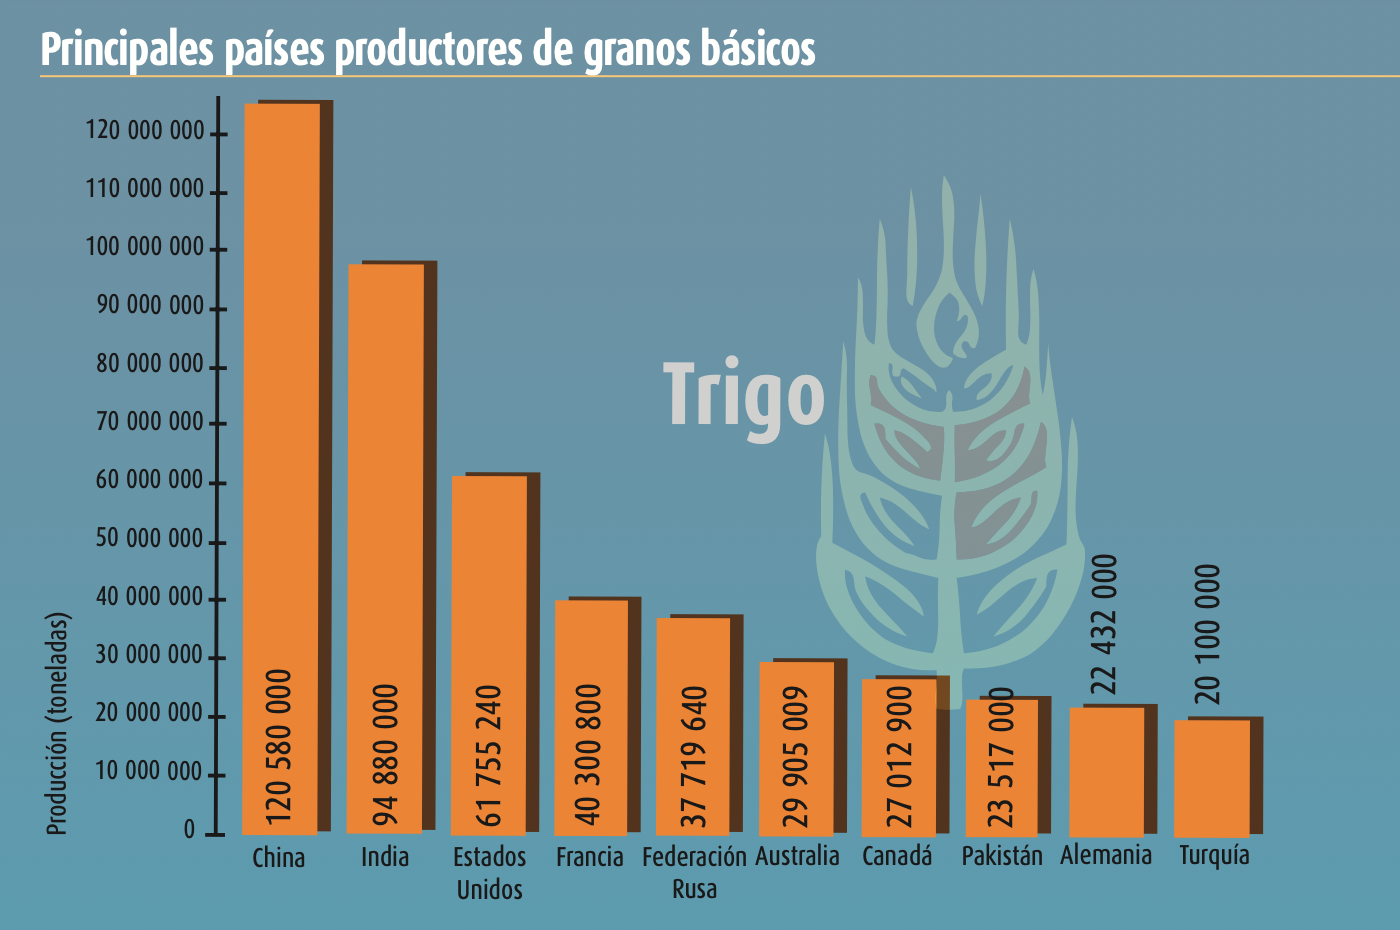 Principales países productores de granos básicos
120 000 000
110 000 000
100 000 000
90 000 000
80 000 000
70 000 000
60 000 000
50 000 000
40 000 000
30 000 000
20 000 000
10 000 000
0
Producción (toneladas)
Trigo
120 580 000
94 880 000
61 755 240
40 300 800
37 719 640
29 905 009
27 012 900
23 517 000
22 432 000
20 100 000
China
India
Estados
Unidos
Francia
Federación
Rusa
Australia
Canadá
Pakistán
Alemania
Turquía